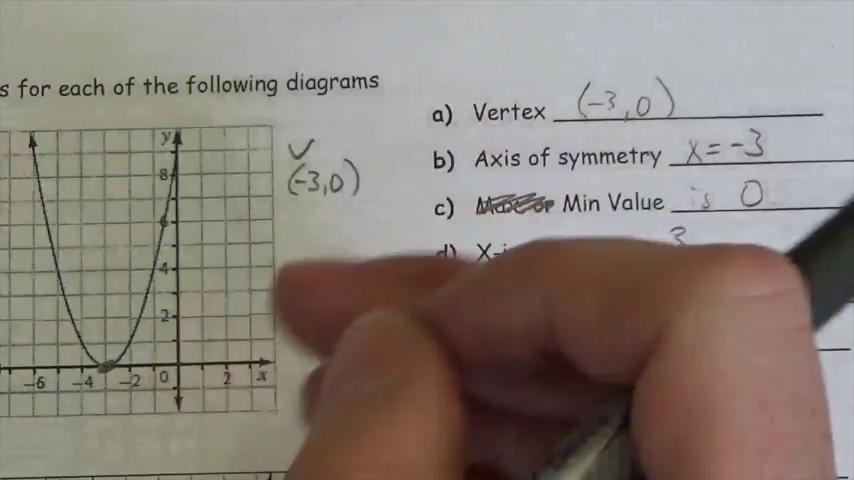 s for each of the following diagrams
a) Vertex (-3,0)
b) Axis of symmetry x = -3
c) Max or Min Value is 0
d) X-i
3
V
(-3,0)
y
8
6
4
2
-6 -4 -2 0 2 x